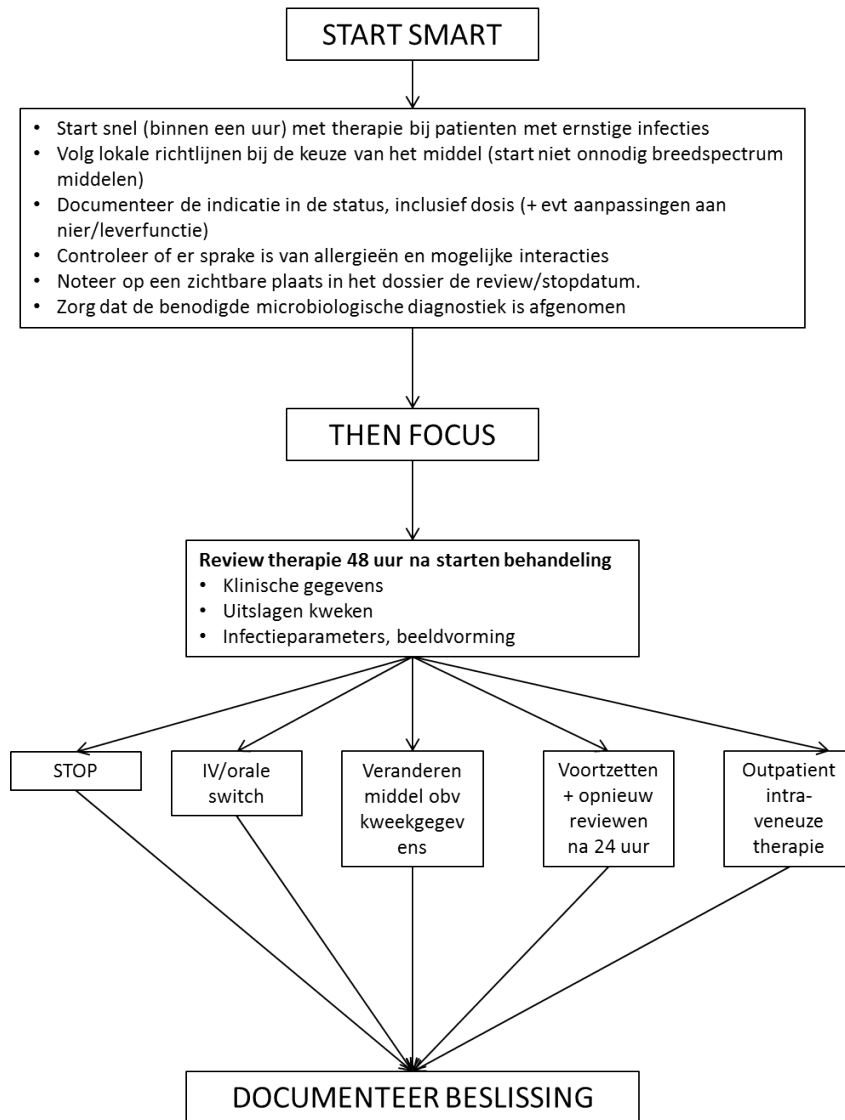 START SMART
• Start snel (binnen een uur) met therapie bij patienten met ernstige infecties
• Volg lokale richtlijnen bij de keuze van het middel (start niet onnodig breedspectrum
middelen)
• Documenteer de indicatie in de status, inclusief dosis (+ evt aanpassingen aan
nier/leverfunctie)
• Controleer of er sprake is van allergieën en mogelijke interacties
• Noteer op een zichtbare plaats in het dossier de review/stopdatum.
• Zorg dat de benodigde microbiologische diagnostiek is afgenomen
THEN FOCUS
Review therapie 48 uur na starten behandeling
• Klinische gegevens
• Uitslagen kweken
• Infectieparameters, beeldvorming
STOP
IV/orale
switch
Veranderen
middel obv
kweekgegev
ens
Voortzetten
+ opnieuw
reviewen
na 24 uur
Outpatient
intra-
veneuze
therapie
DOCUMENTEER BESLISSING